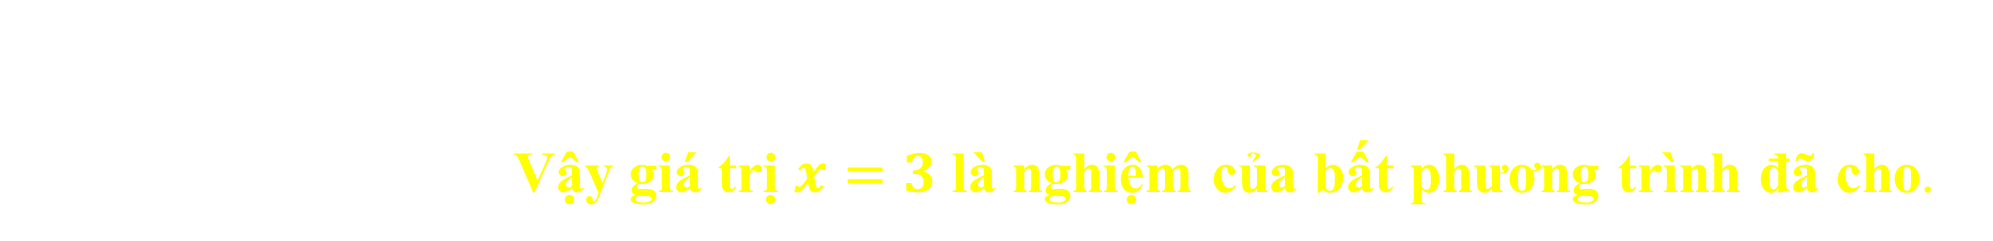 Vậy giá trị x = 3 là nghiệm của bất phương trình đã cho.